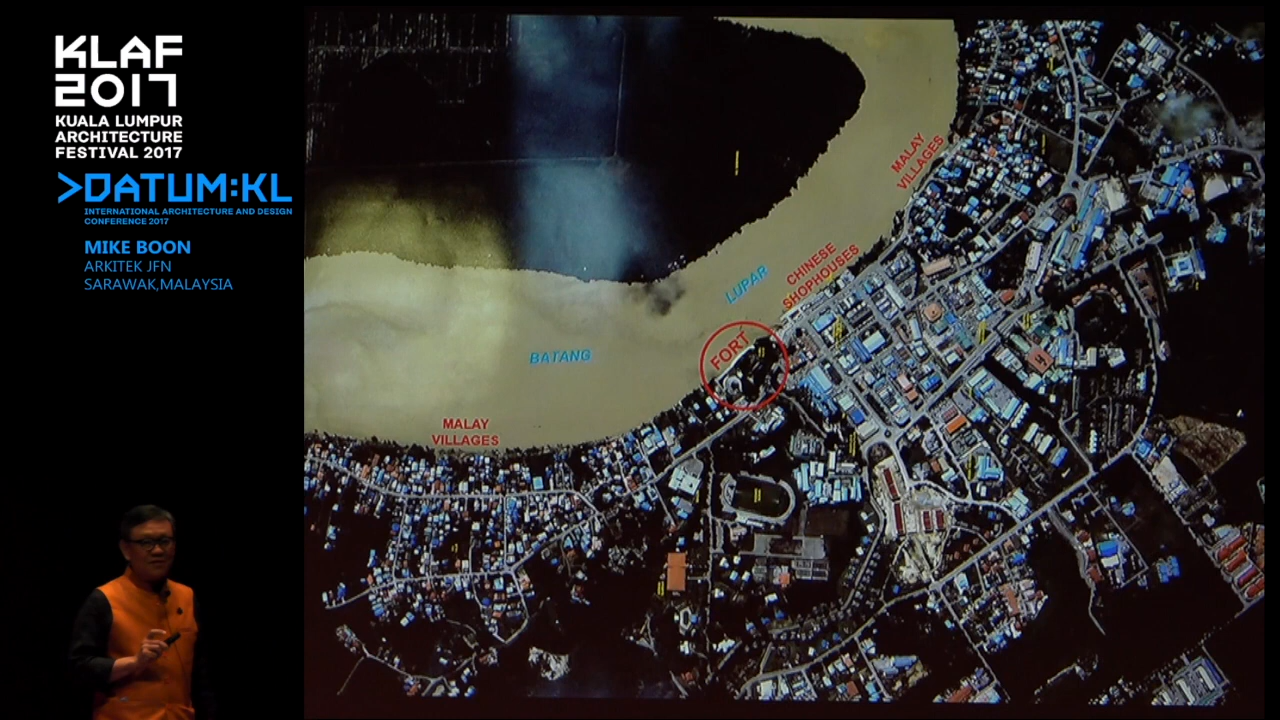 KLAF
2017
KUALA LUMPUR
ARCHITECTURE
FESTIVAL 2017
>DATUM:KL
INTERNATIONAL ARCHITECTURE AND DESIGN
CONFERENCE 2017
MIKE BOON
ARKITEK JFN
SARAWAK,MALAYSIA
MALAY
VILLAGES
CHINESE
SHOPHOUSES
LUPAR
FORT
BATANG
MALAY
VILLAGES